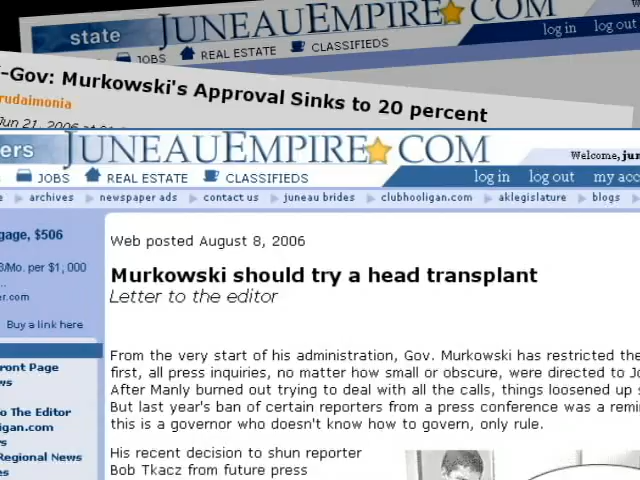 state
JUNEAUEMPIRE COM
log in log out
JOBS REAL ESTATE CLASSIFIEDS
-Gov: Murkowski's Approval Sinks to 20 percent
rudaimonia
Jun 21, 2006
ers
JUNEAUEMPIRE.COM
Welcome, jun
JOBS REAL ESTATE CLASSIFIEDS
log in log out my acc
archives newspaper ads contact us juneau brides clubhooligan.com aklegislature blogs
gage, $506
Web posted August 8, 2006
/Mo. per $1,000
Murkowski should try a head transplant
er.com
Letter to the editor
Buy a link here
From the very start of his administration, Gov. Murkowski has restricted the
ront Page
first, all press inquiries, no matter how small or obscure, were directed to Jo
ws
After Manly burned out trying to deal with all the calls, things loosened up s
o The Editor
But last year's ban of certain reporters from a press conference was a remi
igan.com
this is a governor who doesn't know how to govern, only rule.
s
Regional News
His recent decision to shun reporter
es
Bob Tkacz from future press